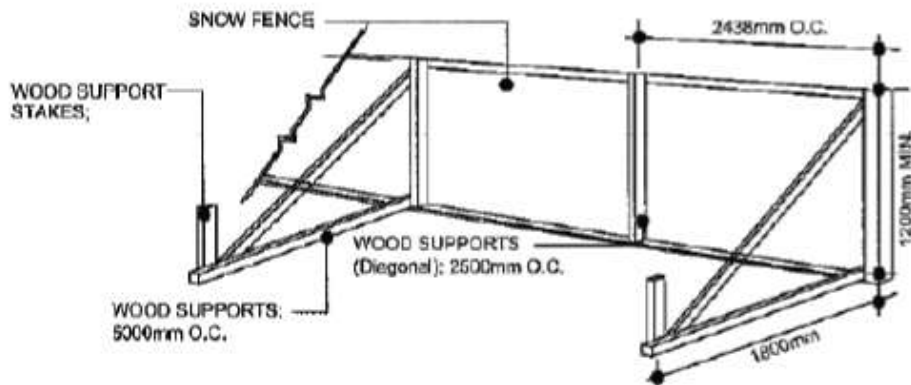 SNOW FENCE
2438mm O.C.
WOOD SUPPORT
STAKES;
1200mm MIN.
WOOD SUPPORTS
(Diegonal); 2500mm O.C.
WOOD SUPPORTS;
5000mm O.C.
1800mm